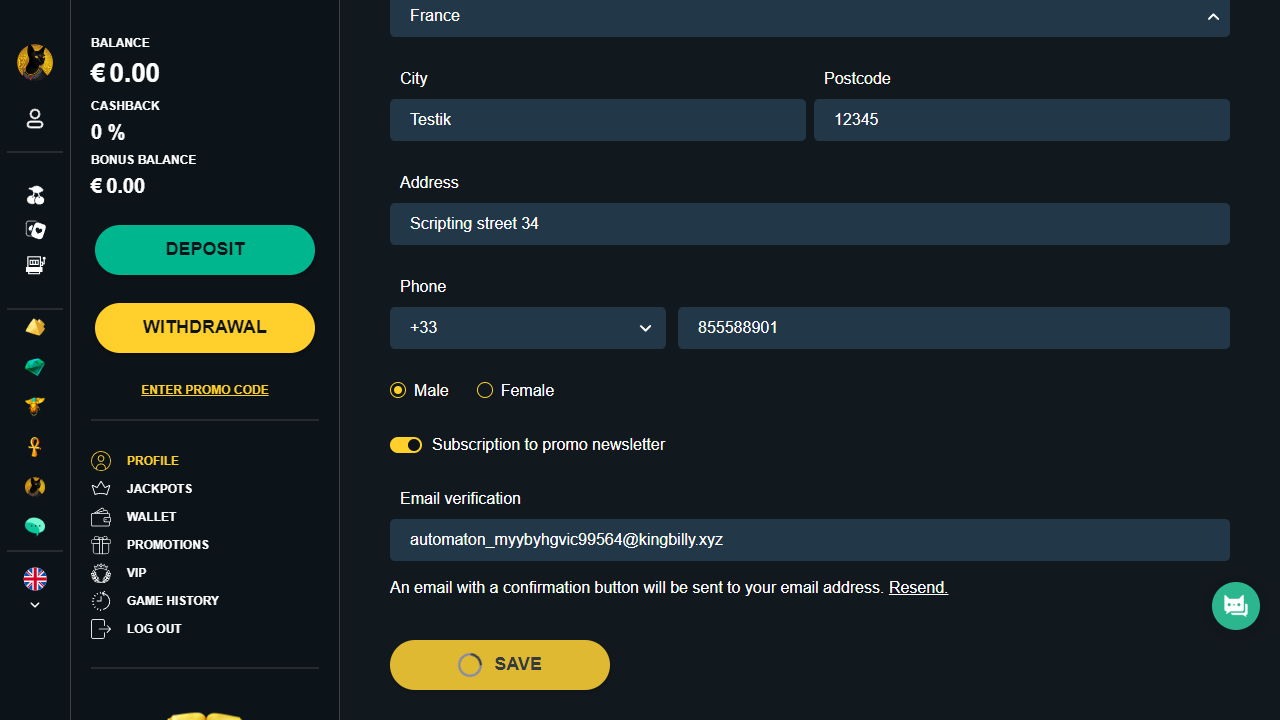 BALANCE
€ 0.00
CASHBACK
0 %
BONUS BALANCE
€ 0.00
DEPOSIT
WITHDRAWAL
ENTER PROMO CODE
PROFILE
JACKPOTS
WALLET
PROMOTIONS
VIP
GAME HISTORY
LOG OUT
France
City
Postcode
Testik
12345
Address
Scripting street 34
Phone
+33
855588901
Male
Female
Subscription to promo newsletter
Email verification
automaton_myybyhgvic99564@kingbilly.xyz
An email with a confirmation button will be sent to your email address. Resend.
SAVE